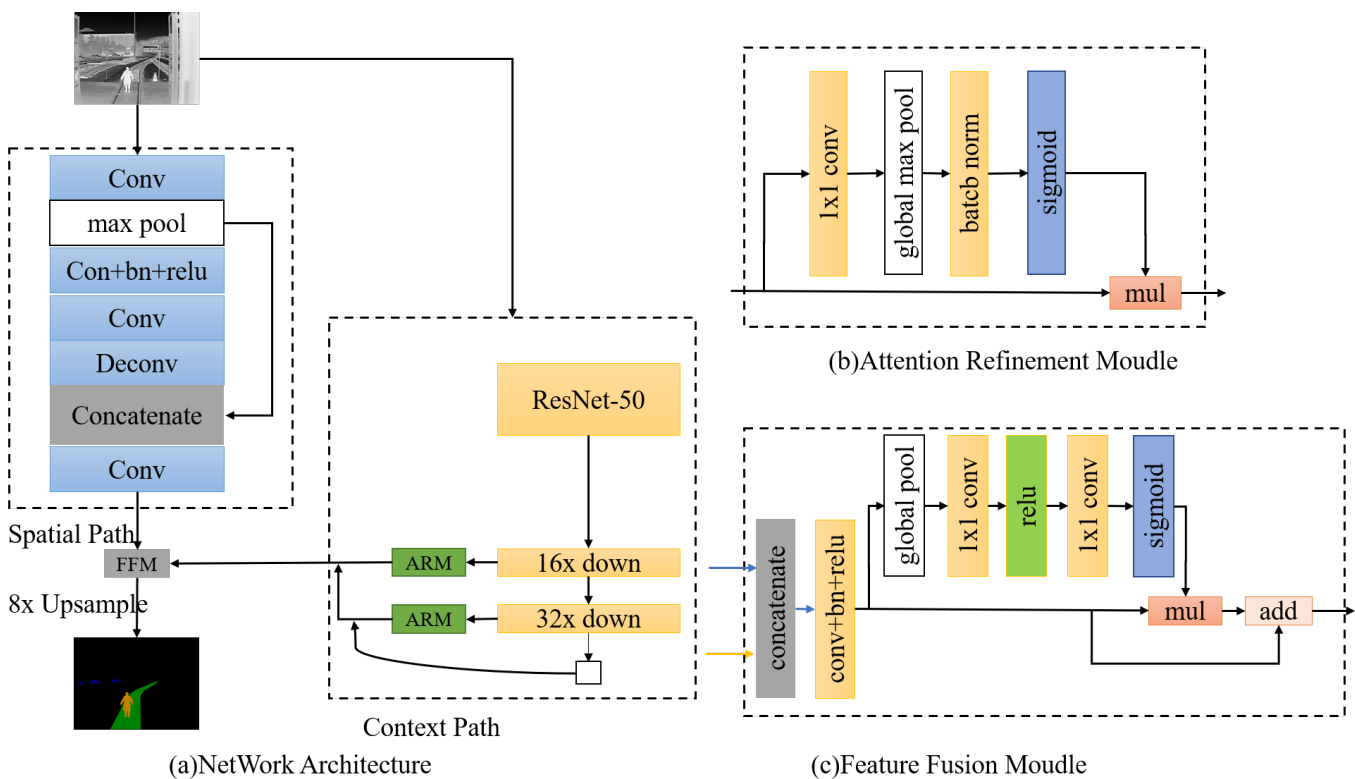 Conv
max pool
Con+bn+relu
Conv
Deconv
Concatenate
Conv
Spatial Path
FFM
8x Upsample
ResNet-50
ARM
16x down
ARM
32x down
Context Path
(a)NetWork Architecture
1x1 conv
global max pool
batcb norm
sigmoid
mul
(b)Attention Refinement Moudle
concatenate
conv+bn+relu
global pool
1x1 conv
relu
1x1 conv
sigmoid
mul
add
(c)Feature Fusion Moudle